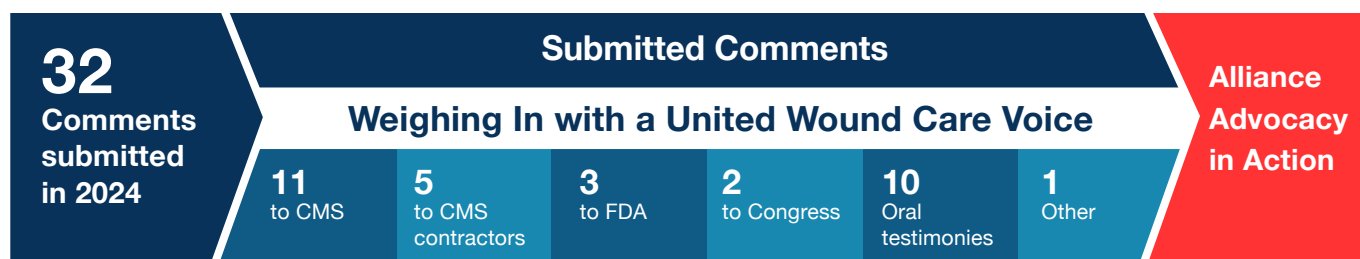 32
Comments
submitted
in 2024
Submitted Comments
Weighing In with a United Wound Care Voice
11
to CMS
5
to CMS
contractors
3
to FDA
2
to Congress
10
Oral
testimonies
1
Other
Alliance
Advocacy
in Action